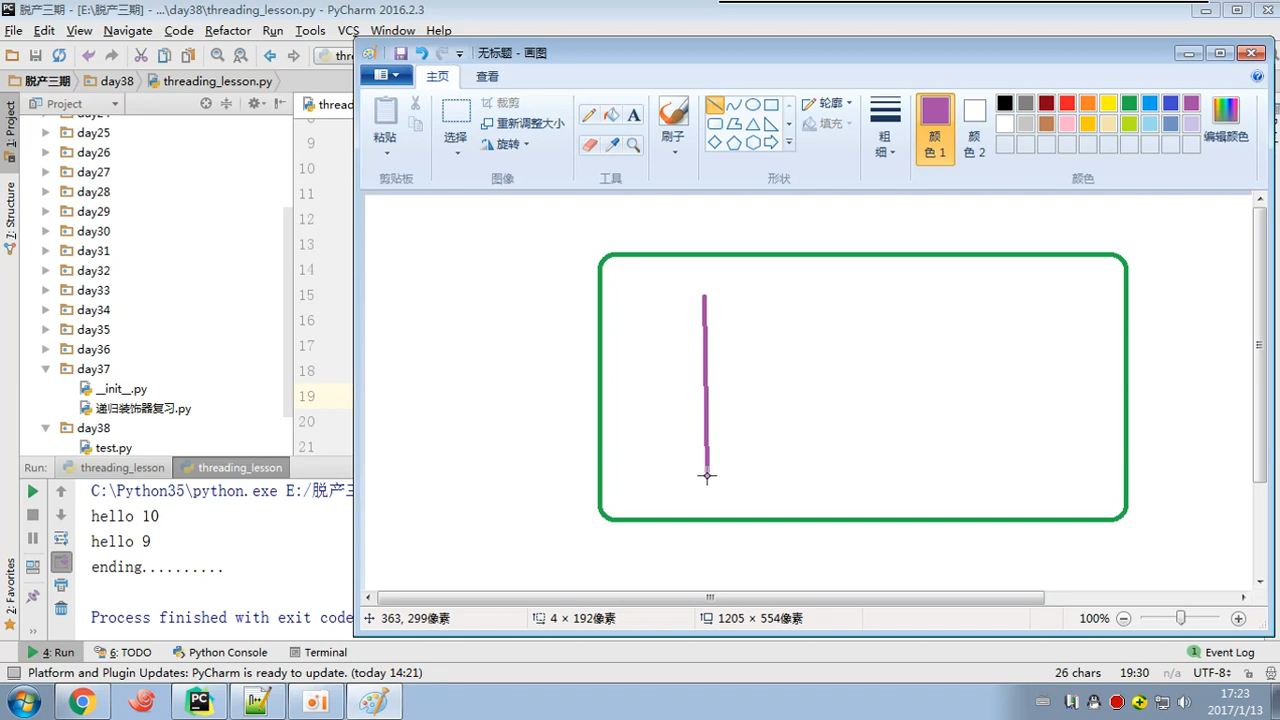 脱产三期 - [E:\脱产三期] - ...\day38\threading_lesson.py - PyCharm 2016.2.3
File Edit View Navigate Code Refactor Run Tools VCS Window Help
脱产三期 day38 threading_lesson.py
Project
1: Project
7: Structure
2: Favorites
day25
day26
day27
day28
day29
day30
day31
day32
day33
day34
day35
day36
day37
__init__.py
递归装饰器复习.py
day38
test.py
thread
9
10
11
12
13
14
15
16
17
18
19
20
21
无标题 - 画图
主页 查看
粘贴
剪贴板
选择
裁剪
重新调整大小
旋转
图像
A
工具
刷子
轮廓
填充
形状
粗细
颜色 1
颜色 2
编辑颜色
颜色
363, 299像素
4 × 192像素
1205 × 554像素
100%
Run: threading_lesson threading_lesson
C:\Python35\python.exe E:/脱产三
hello 10
hello 9
ending..........
Process finished with exit code
4: Run 6: TODO Python Console Terminal Event Log
Platform and Plugin Updates: PyCharm is ready to update. (today 14:21)
26 chars 19:30 n/a UTF-8
17:23
2017/1/13